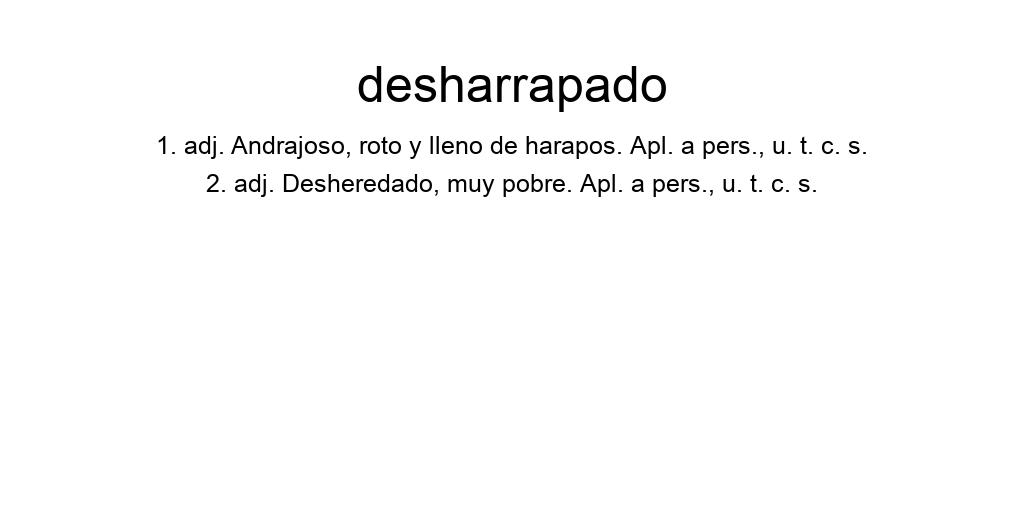 desharrapado
1. adj. Andrajoso, roto y lleno de harapos. Apl. a pers., u. t. c. s.
2. adj. Desheredado, muy pobre. Apl. a pers., u. t. c. s.